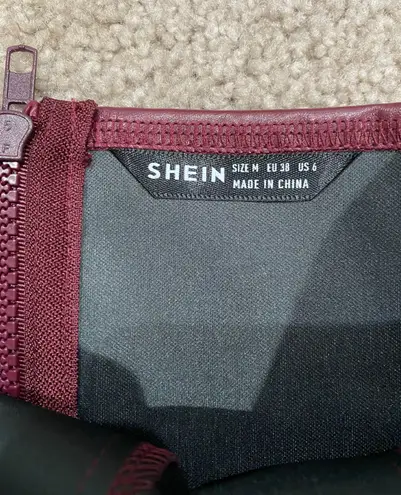 SHEIN SIZE M EU 38 US 6
MADE IN CHINA